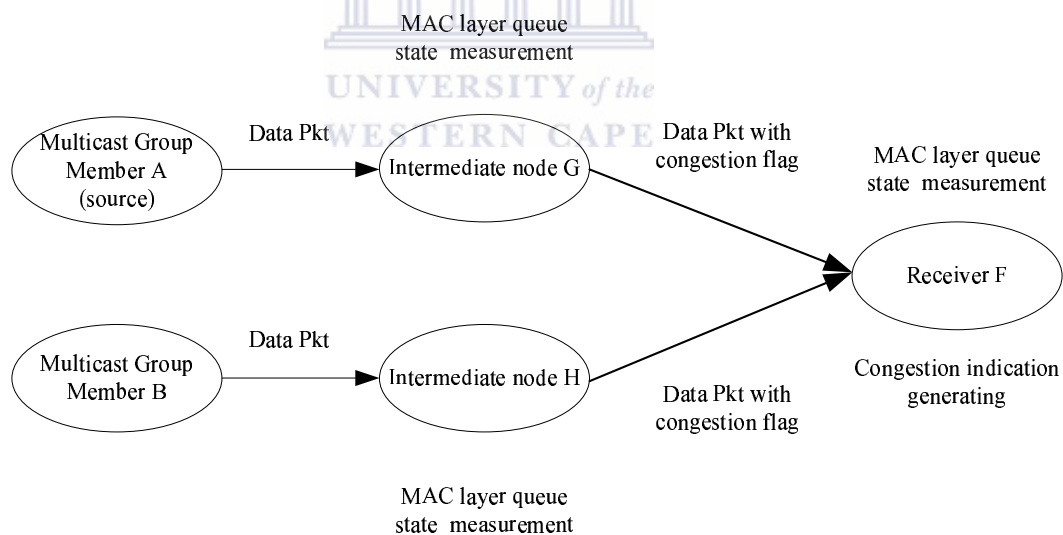 MAC layer queue
state measurement
UNIVERSITY of the
WESTERN CAPE
Multicast Group
Member A
(source)
Data Pkt
Intermediate node G
Data Pkt with
congestion flag
MAC layer queue
state measurement
Receiver F
Congestion indication
generating
Multicast Group
Member B
Data Pkt
Intermediate node H
Data Pkt with
congestion flag
MAC layer queue
state measurement